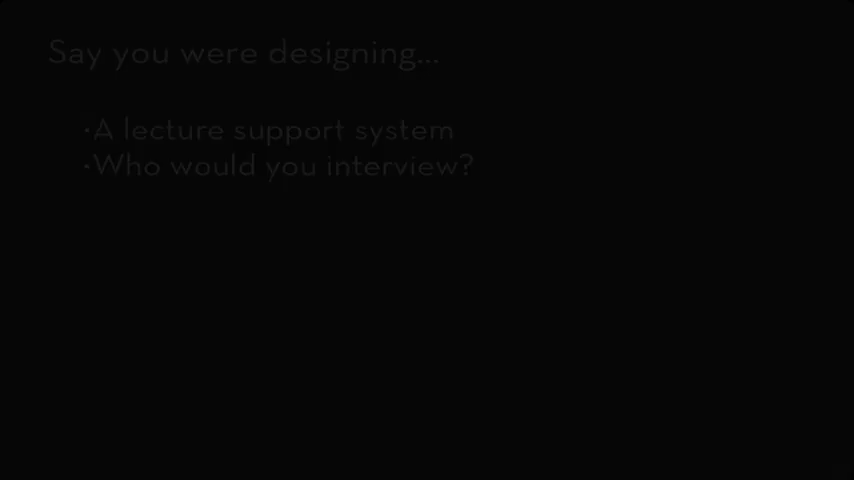 Say you were designing...
•A lecture support system
•Who would you interview?